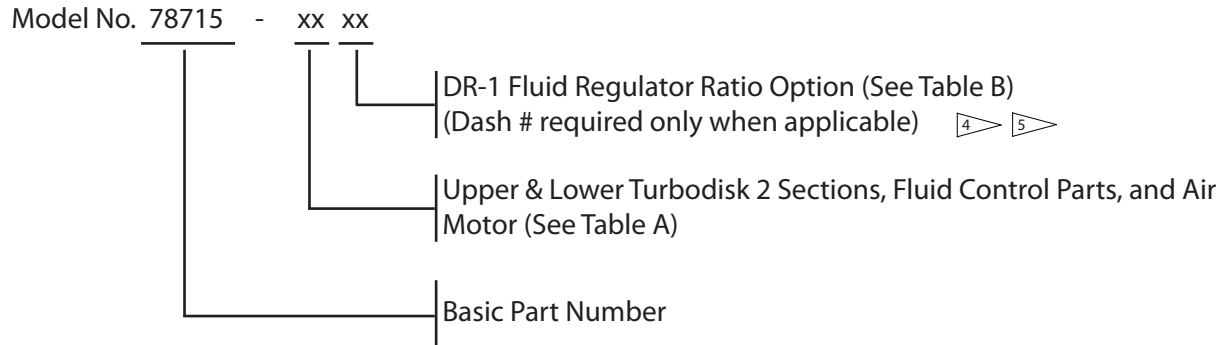 Model No. 78715 - xx xx
DR-1 Fluid Regulator Ratio Option (See Table B)
(Dash # required only when applicable) 4 5
Upper & Lower Turbodisk 2 Sections, Fluid Control Parts, and Air
Motor (See Table A)
Basic Part Number